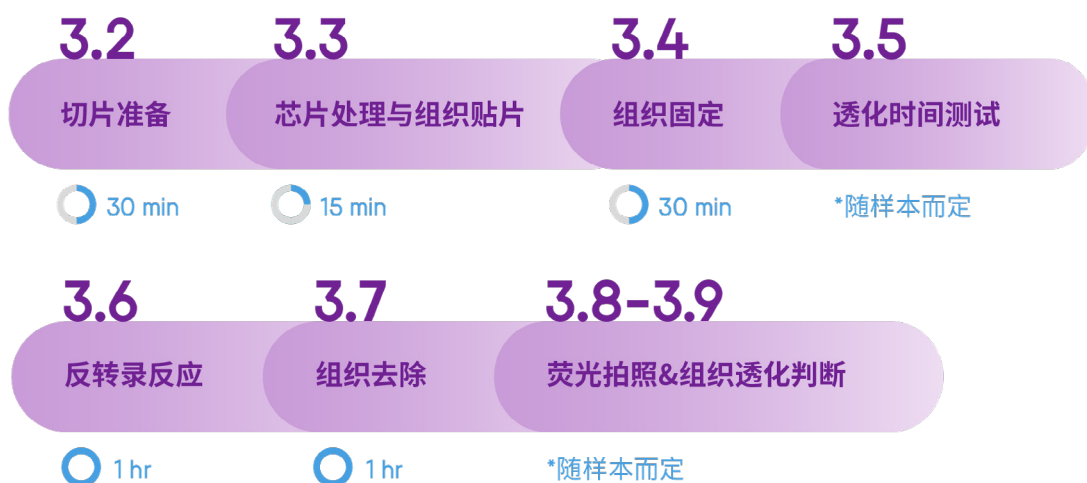 3.2
3.3
3.4
3.5
切片准备
芯片处理与组织贴片
组织固定
透化时间测试
30 min
15 min
30 min
*随样本而定
3.6
3.7
3.8-3.9
反转录反应
组织去除
荧光拍照&组织透化判断
1 hr
1 hr
*随样本而定